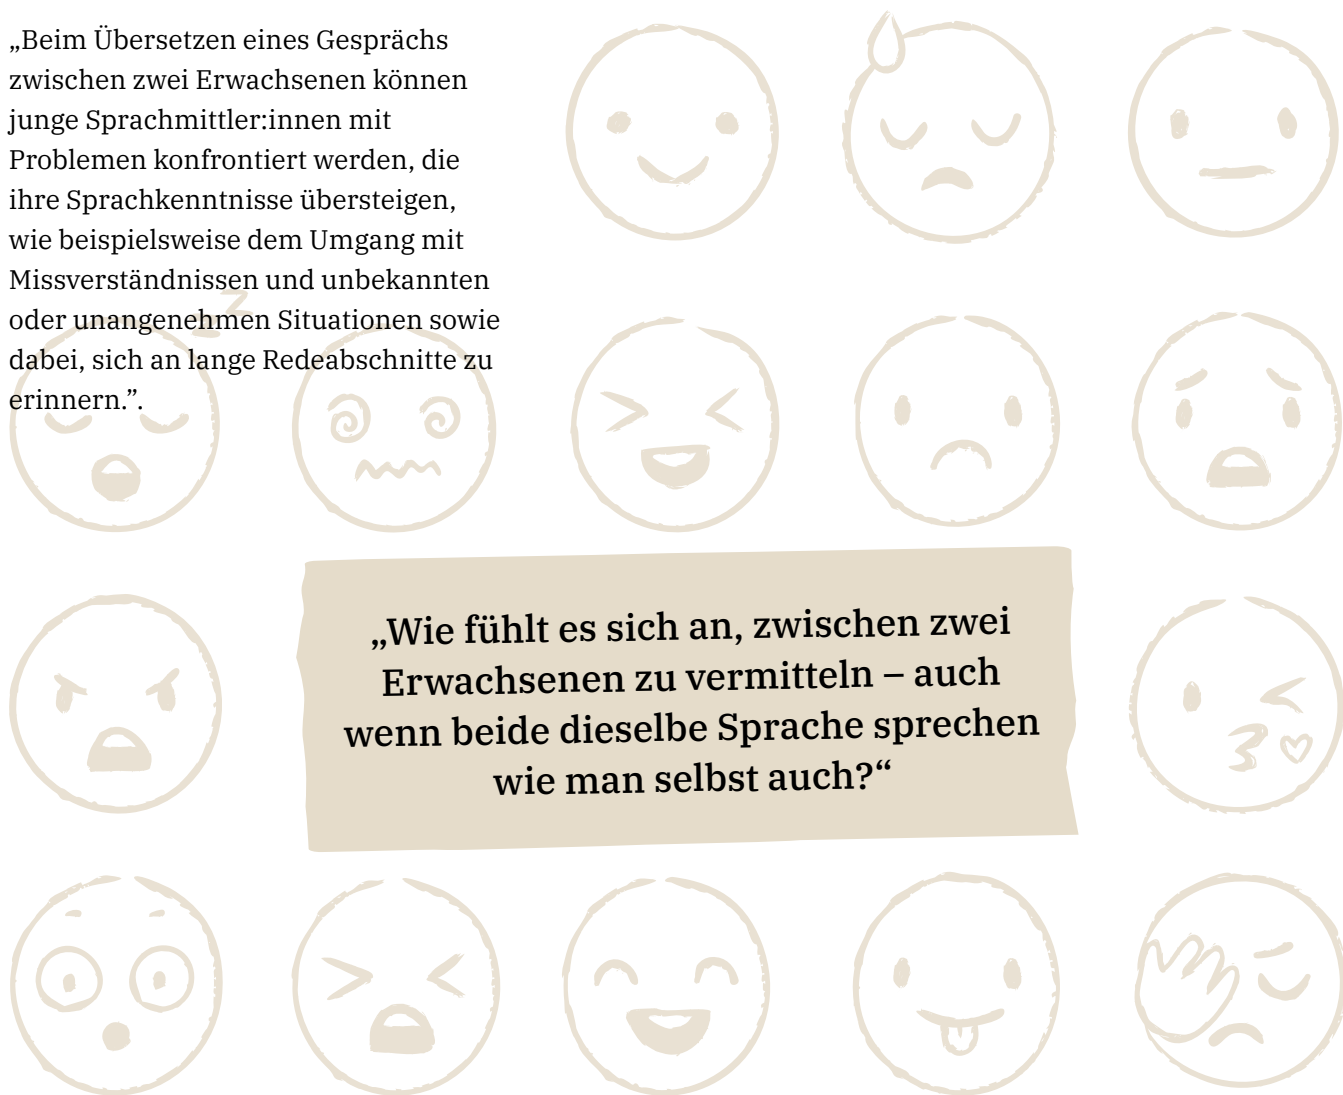 „Beim Übersetzen eines Gesprächs
zwischen zwei Erwachsenen können
junge Sprachmittler:innen mit
Problemen konfrontiert werden, die
ihre Sprachkenntnisse übersteigen,
wie beispielsweise dem Umgang mit
Missverständnissen und unbekannten
oder unangenehmen Situationen sowie
dabei, sich an lange Redeabschnitte zu
erinnern.”.
„Wie fühlt es sich an, zwischen zwei
Erwachsenen zu vermitteln – auch
wenn beide dieselbe Sprache sprechen
wie man selbst auch?“